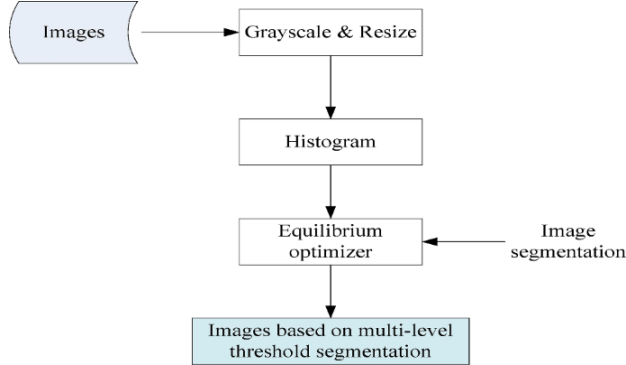 Images
Grayscale & Resize
Histogram
Equilibrium
optimizer
Image
segmentation
Images based on multi-level
threshold segmentation